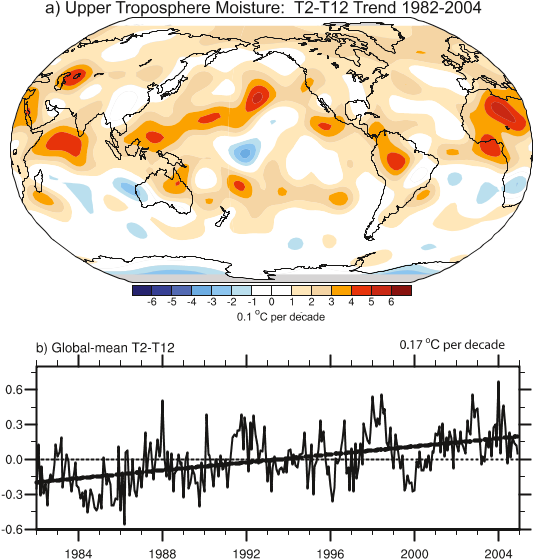 a) Upper Troposphere Moisture: T2-T12 Trend 1982-2004
-6 -5 -4 -3 -2 -1 0 1 2 3 4 5 6
0.1 °C per decade
b) Global-mean T2-T12 0.17 °C per decade
0.6
0.3
0.0
-0.3
-0.6
1984 1988 1992 1996 2000 2004